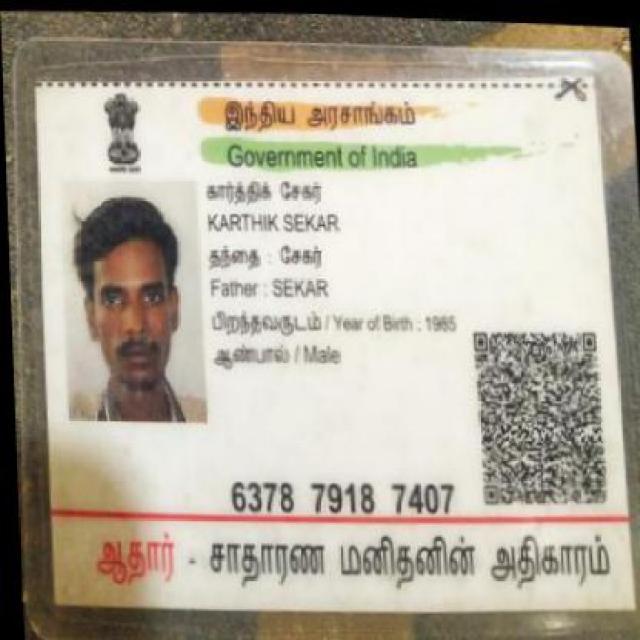 இந்திய அரசாங்கம்
Government of India
கார்த்திக் சேகர்
KARTHIK SEKAR
தந்தை : சேகர்
Father : SEKAR
பிறந்தவருடம் / Year of Birth :
ஆண்பால் / Male
6378 7918 7407
ஆதார் - சாதாரண மனிதனின் அதிகாரம்